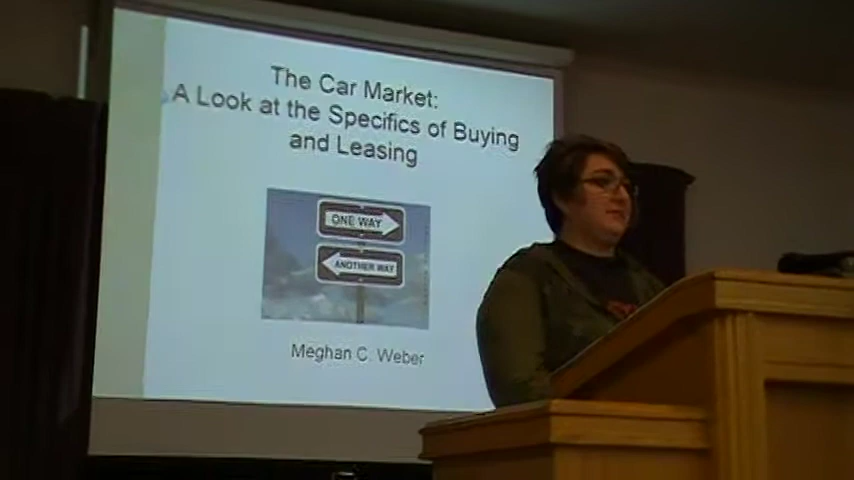 The Car Market:
A Look at the Specifics of Buying
and Leasing
ONE WAY
ANOTHER WAY
Meghan C. Weber